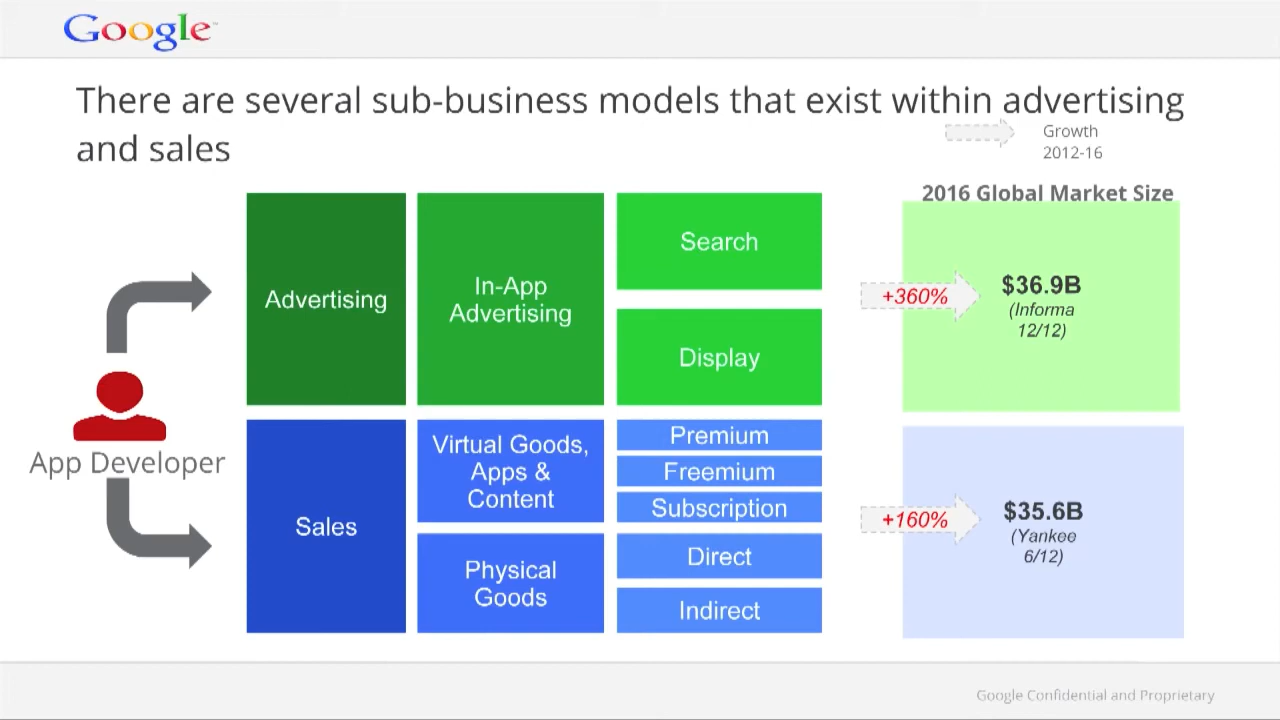 Google™
There are several sub-business models that exist within advertising
and sales
Growth
2012-16
2016 Global Market Size
Advertising
In-App
Advertising
Search
Display
+360%
$36.9B
(Informa
12/12)
App Developer
Sales
Virtual Goods,
Apps &
Content
Physical
Goods
Premium
Freemium
Subscription
Direct
Indirect
+160%
$35.6B
(Yankee
6/12)
Google Confidential and Proprietary